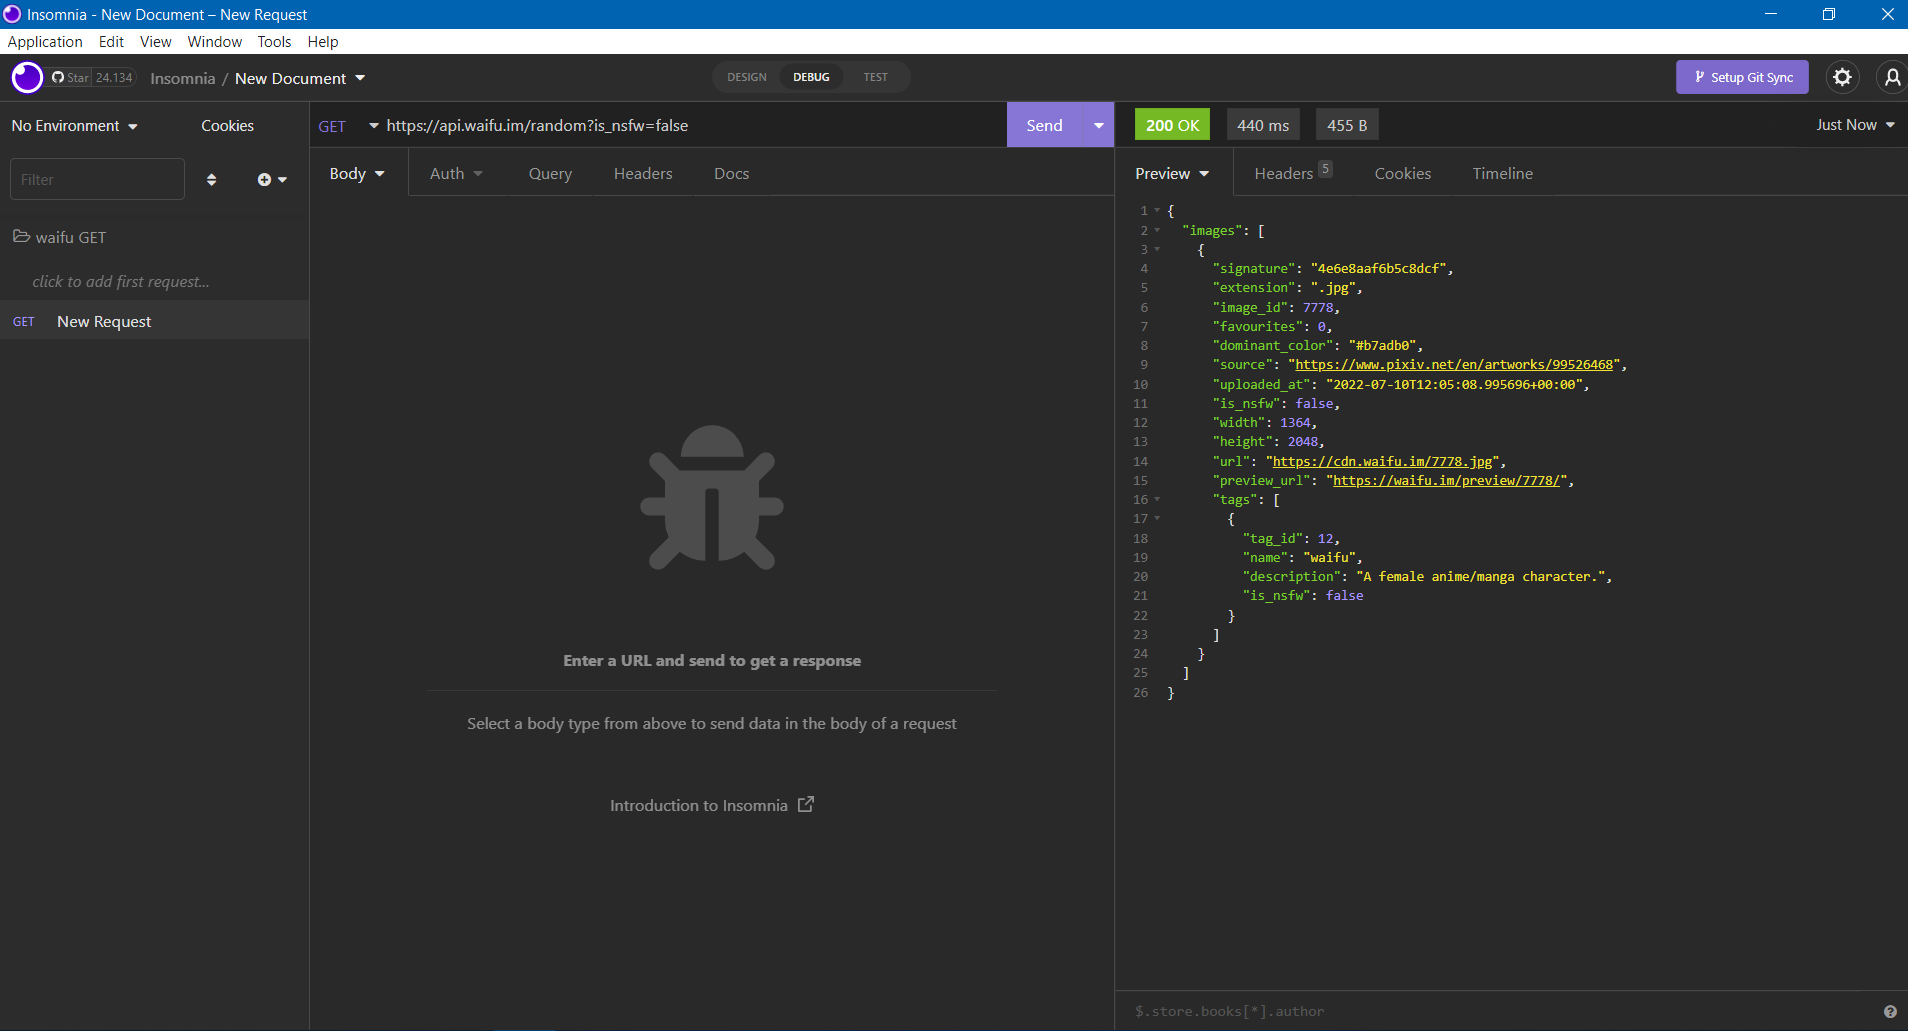 Insomnia - New Document – New Request
Application Edit View Window Tools Help
Star 24.134 Insomnia / New Document DESIGN DEBUG TEST Setup Git Sync
No Environment Cookies
Filter
waifu GET
click to add first request...
GET New Request
GET https://api.waifu.im/random?is_nsfw=false Send
Body Auth Query Headers Docs
Enter a URL and send to get a response
Select a body type from above to send data in the body of a request
Introduction to Insomnia
200 OK 440 ms 455 B Just Now
Preview Headers 5 Cookies Timeline
1 {
2 "images": [
3 {
4 "signature": "4e6e8aaf6b5c8dcf",
5 "extension": ".jpg",
6 "image_id": 7778,
7 "favourites": 0,
8 "dominant_color": "#b7adb0",
9 "source": "https://www.pixiv.net/en/artworks/99526468",
10 "uploaded_at": "2022-07-10T12:05:08.995696+00:00",
11 "is_nsfw": false,
12 "width": 1364,
13 "height": 2048,
14 "url": "https://cdn.waifu.im/7778.jpg",
15 "preview_url": "https://waifu.im/preview/7778/",
16 "tags": [
17 {
18 "tag_id": 12,
19 "name": "waifu",
20 "description": "A female anime/manga character.",
21 "is_nsfw": false
22 }
23 ]
24 }
25 ]
26 }
$.store.books[*].author